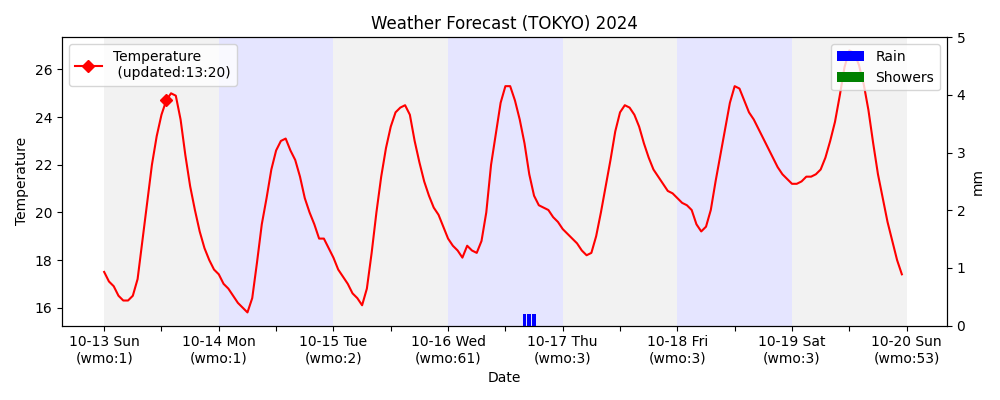 Weather Forecast (TOKYO) 2024
Temperature
(updated:13:20)
Rain
Showers
26
24
22
20
18
16
Temperature
5
4
3
2
1
0
mm
10-13 Sun
(wmo:1)
10-14 Mon
(wmo:1)
10-15 Tue
(wmo:2)
10-16 Wed
(wmo:61)
10-17 Thu
(wmo:3)
10-18 Fri
(wmo:3)
10-19 Sat
(wmo:3)
10-20 Sun
(wmo:53)
Date